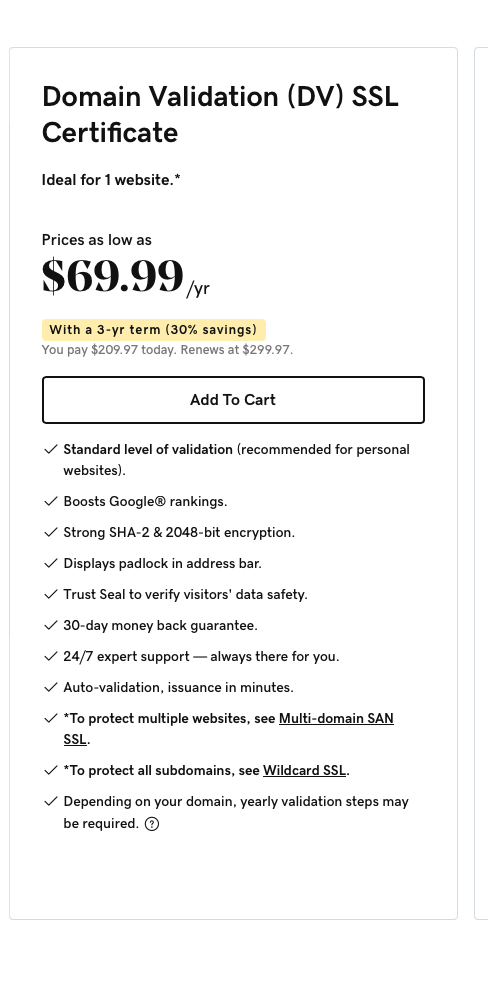 Domain Validation (DV) SSL
Certificate
Ideal for 1 website.*
Prices as low as
$69.99/yr
With a 3-yr term (30% savings)
You pay $209.97 today. Renews at $299.97.
Add To Cart
Standard level of validation (recommended for personal
websites).
Boosts Google® rankings.
Strong SHA-2 & 2048-bit encryption.
Displays padlock in address bar.
Trust Seal to verify visitors' data safety.
30-day money back guarantee.
24/7 expert support — always there for you.
Auto-validation, issuance in minutes.
*To protect multiple websites, see Multi-domain SAN
SSL.
*To protect all subdomains, see Wildcard SSL.
Depending on your domain, yearly validation steps may
be required. ?